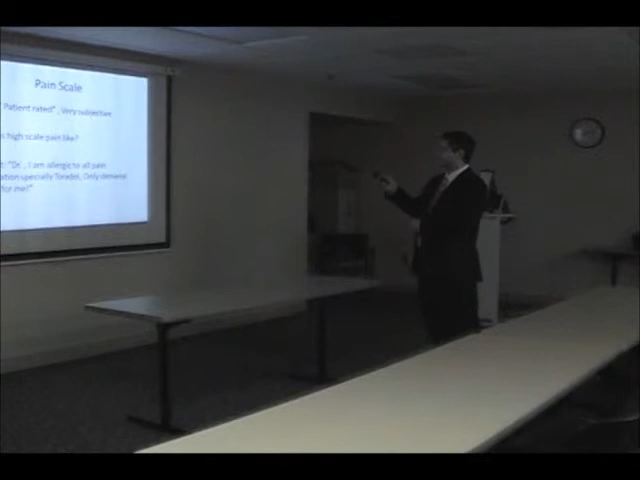 Pain Scale
Patient rated", Very subjective
s high scale pain like?
t: "Dr. , I am allergic to all pain
ation specially Toradol, Only demerol
for me!"